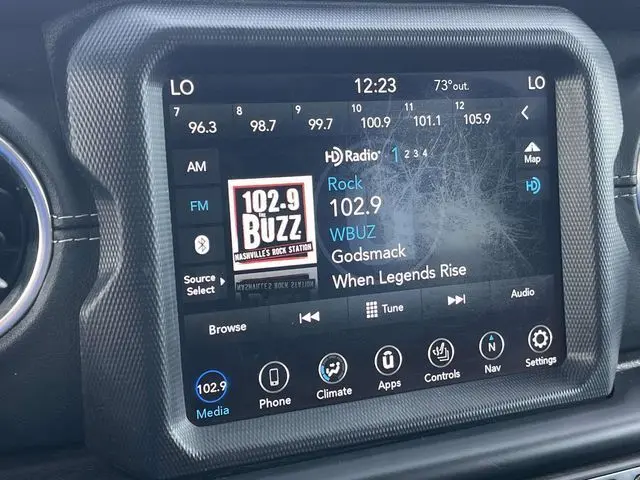 LO 12:23 73°out. LO
7 96.3 8 98.7 9 99.7 10 100.9 11 101.1 12 105.9
HD Radio 1 2 3 4
Map
AM
FM
HD
Source
Select
102.9
THE
BUZZ
NASHVILLE'S ROCK STATION
Rock
102.9
WBUZ
Godsmack
When Legends Rise
Browse Tune Audio
102.9
Media Phone Climate Apps Controls Nav Settings
N